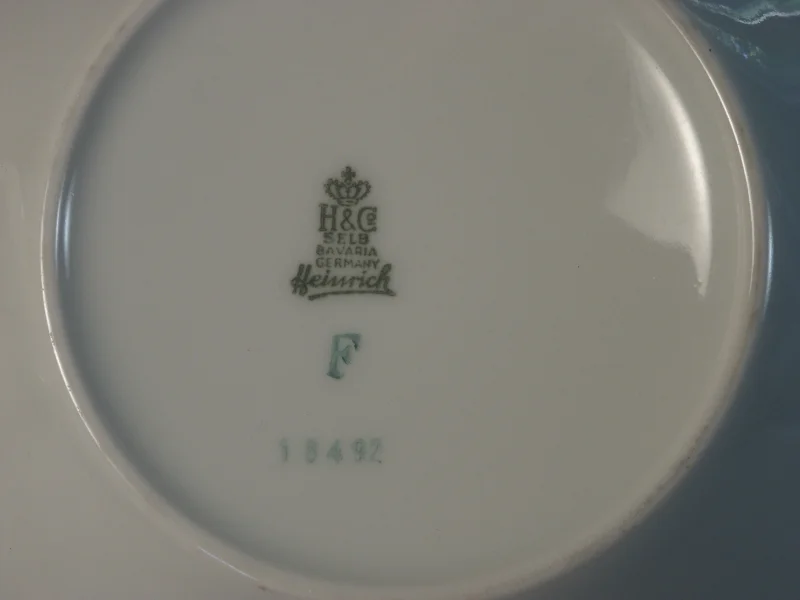 H&Co
SELB
BAVARIA
GERMANY
Heinrich
F
18492